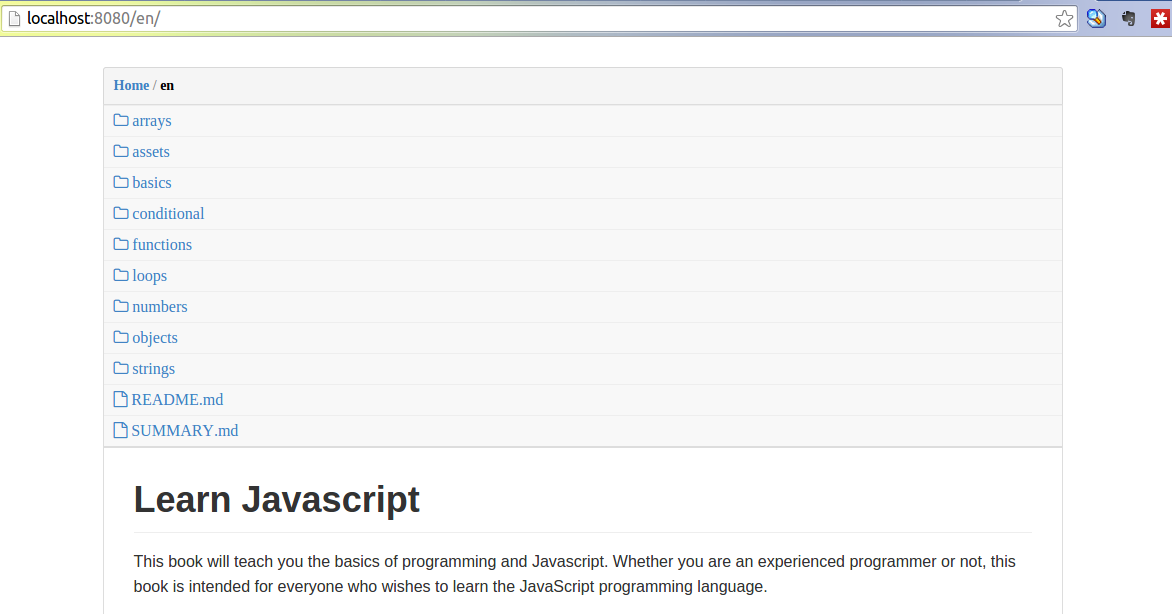 localhost:8080/en/
Home / en
arrays
assets
basics
conditional
functions
loops
numbers
objects
strings
README.md
SUMMARY.md
Learn Javascript
This book will teach you the basics of programming and Javascript. Whether you are an experienced programmer or not, this
book is intended for everyone who wishes to learn the JavaScript programming language.